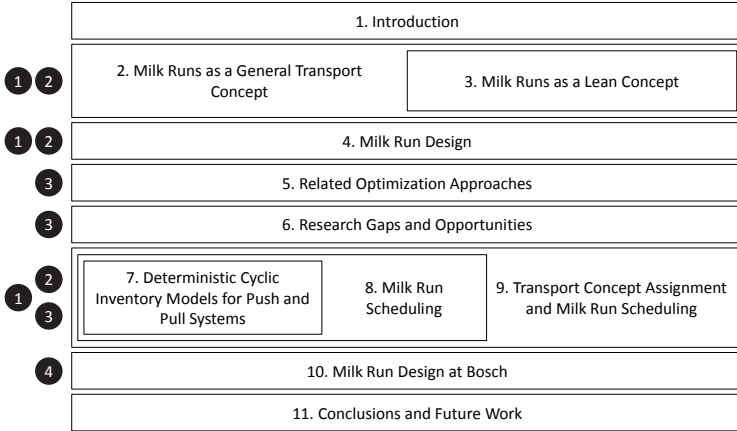 1. Introduction
1 2
2. Milk Runs as a General Transport
Concept
3. Milk Runs as a Lean Concept
1 2
4. Milk Run Design
3
5. Related Optimization Approaches
3
6. Research Gaps and Opportunities
1
2
3
7. Deterministic Cyclic
Inventory Models for Push and
Pull Systems
8. Milk Run
Scheduling
9. Transport Concept Assignment
and Milk Run Scheduling
4
10. Milk Run Design at Bosch
11. Conclusions and Future Work